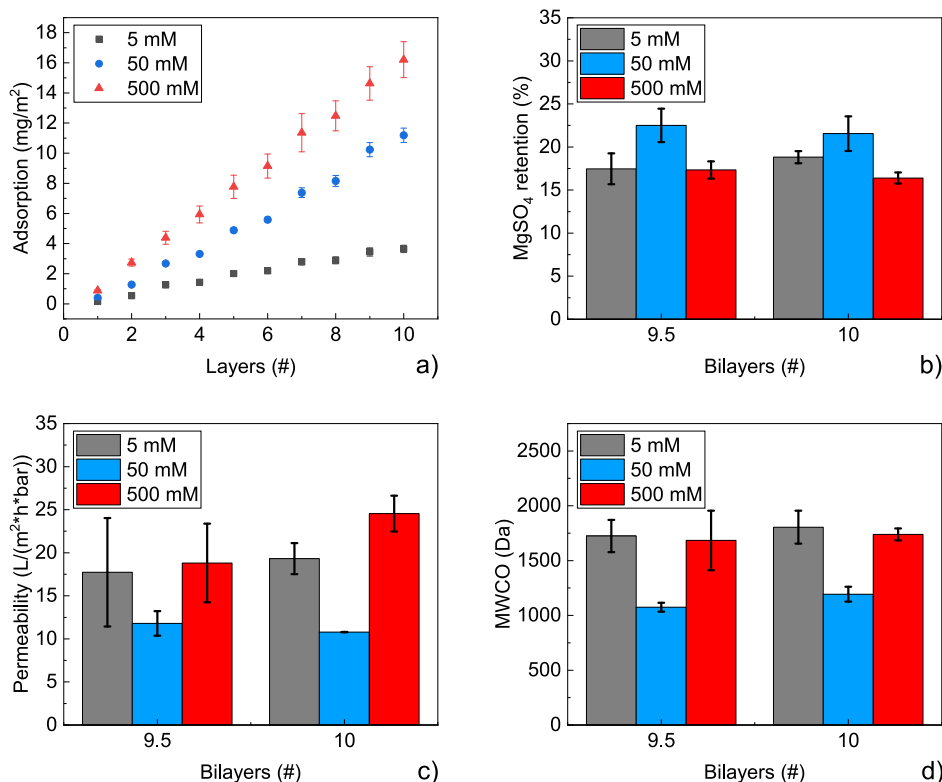 5 mM
50 mM
500 mM
18
16
14
12
10
8
6
4
2
0
Adsorption (mg/m²)
0 2 4 6 8 10
Layers (#)
a)
5 mM
50 mM
500 mM
35
30
25
20
15
10
5
0
MgSO₄ retention (%)
9.5 10
Bilayers (#)
b)
5 mM
50 mM
500 mM
35
30
25
20
15
10
5
0
Permeability (L/(m²*h*bar))
9.5 10
Bilayers (#)
c)
5 mM
50 mM
500 mM
2500
2000
1500
1000
500
0
MWCO (Da)
9.5 10
Bilayers (#)
d)